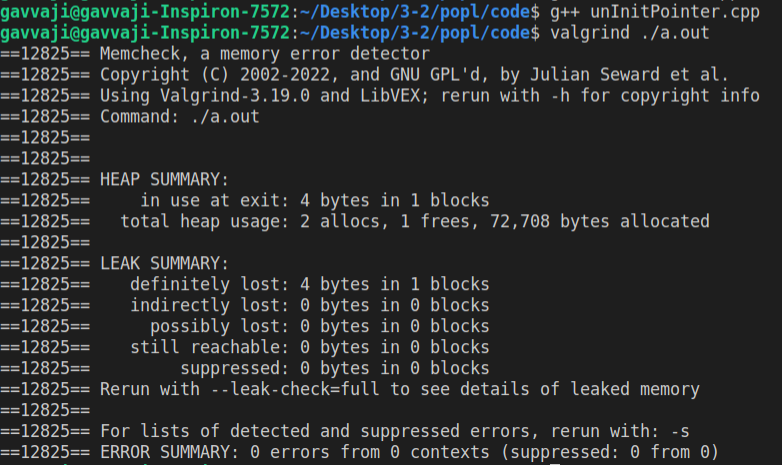 gavvaji@gavvaji-Inspiron-7572:~/Desktop/3-2/popl/code$ g++ unInitPointer.cpp
gavvaji@gavvaji-Inspiron-7572:~/Desktop/3-2/popl/code$ valgrind ./a.out
==12825== Memcheck, a memory error detector
==12825== Copyright (C) 2002-2022, and GNU GPL'd, by Julian Seward et al.
==12825== Using Valgrind-3.19.0 and LibVEX; rerun with -h for copyright info
==12825== Command: ./a.out
==12825==
==12825==
==12825== HEAP SUMMARY:
==12825==     in use at exit: 4 bytes in 1 blocks
==12825==   total heap usage: 2 allocs, 1 frees, 72,708 bytes allocated
==12825==
==12825== LEAK SUMMARY:
==12825==    definitely lost: 4 bytes in 1 blocks
==12825==    indirectly lost: 0 bytes in 0 blocks
==12825==      possibly lost: 0 bytes in 0 blocks
==12825==    still reachable: 0 bytes in 0 blocks
==12825==         suppressed: 0 bytes in 0 blocks
==12825== Rerun with --leak-check=full to see details of leaked memory
==12825==
==12825== For lists of detected and suppressed errors, rerun with: -s
==12825== ERROR SUMMARY: 0 errors from 0 contexts (suppressed: 0 from 0)